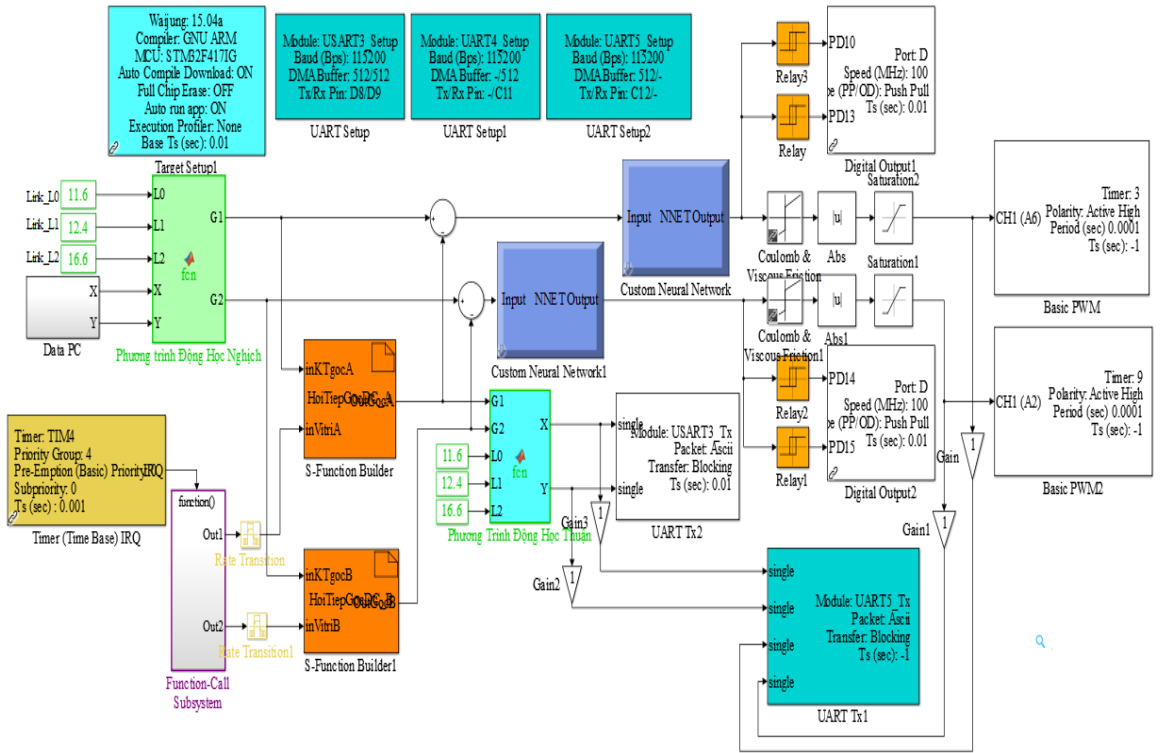 Waijung: 15.04a
Compiler: GNU ARM
MCU: STM32F417IG
Auto Compile Download: ON
Full Chip Erase: OFF
Auto run app: ON
Execution Profiler: None
Base Ts (sec): 0.01
Target Setup1
Module: USART3_Setup
Baud (Bps): 115200
DMA Buffer: 512/512
Tx/Rx Pin: D8/D9
UART Setup
Module: UART4_Setup
Baud (Bps): 115200
DMA Buffer: -/512
Tx/Rx Pin: -/C11
UART Setup1
Module: UART5_Setup
Baud (Bps): 115200
DMA Buffer: 512/-
Tx/Rx Pin: C12/-
UART Setup2
Relay3
Relay
PD10
PD13
Port: D
Speed (MHz): 100
pe (PP/OD): Push Pull
Ts (sec): 0.01
Digital Output1
Link_L0
11.6
Link_L1
12.4
Link_L2
16.6
X
Y
Data PC
L0
L1
L2
X
Y
fcn
G1
G2
Phương trình Động Học Nghịch
Input
NNET Output
Custom Neural Network
Input
NNET Output
Custom Neural Network1
Coulomb &
Viscous Friction
|u|
Abs
Saturation2
Coulomb &
Viscous Friction1
|u|
Abs1
Saturation1
CH1 (A6)
Timer: 3
Polarity: Active High
Period (sec) 0.0001
Ts (sec): -1
Basic PWM
CH1 (A2)
Timer: 9
Polarity: Active High
Period (sec) 0.0001
Ts (sec): -1
Basic PWM2
Relay2
Relay1
PD14
PD15
Port: D
Speed (MHz): 100
pe (PP/OD): Push Pull
Ts (sec): 0.01
Digital Output2
1
Gain
1
Gain1
inKTgocA
inVitriA
S-Function Builder
inKTgocB
inVitriB
S-Function Builder1
Timer: TIM4
Priority Group: 4
Pre-Emption (Basic) Priority:
IRQ
Subpriority: 0
Ts (sec) : 0.001
Timer (Time Base) IRQ
function()
Out1
Out2
Function-Call
Subsystem
Rate Transition
Rate Transition1
11.6
12.4
16.6
G1
G2
L0
L1
L2
fcn
X
Y
Phương Trình Động Học Thuận
single
single
Module: USART3_Tx
Packet: Ascii
Transfer: Blocking
Ts (sec): 0.01
UART Tx2
1
Gain3
1
Gain2
single
single
single
single
Module: UART5_Tx
Packet: Ascii
Transfer: Blocking
Ts (sec): -1
UART Tx1